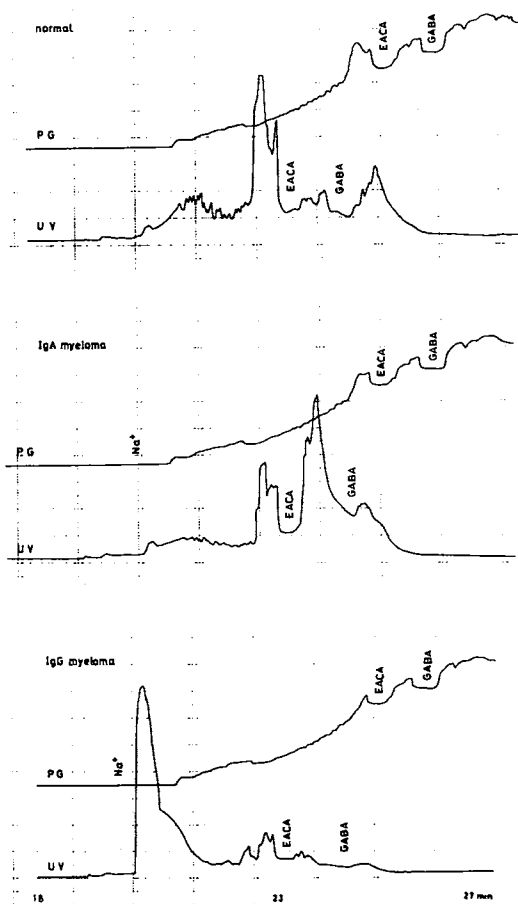 normal
EACA
GABA
PG
EACA
GABA
UV
IgA myeloma
EACA
GABA
PG
Na⁺
EACA
GABA
UV
IgG myeloma
EACA
GABA
PG
Na⁺
EACA
GABA
UV
18 23 27 min